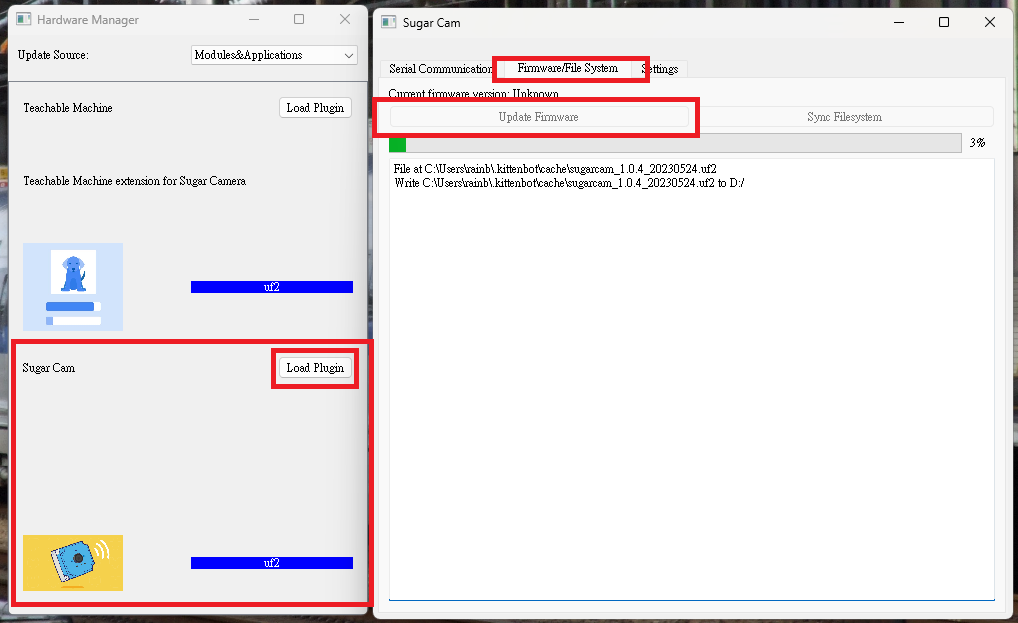 Hardware Manager
Update Source:
Modules&Applications
Teachable Machine
Load Plugin
Teachable Machine extension for Sugar Camera
uf2
Sugar Cam
Load Plugin
uf2
Sugar Cam
Serial Communication
Firmware/File System
Settings
Current firmware version: Unknown
Update Firmware
Sync Filesystem
3%
File at C:\Users\rainb\.kittenbot\cache\sugarcam_1.0.4_20230524.uf2
Write C:\Users\rainb\.kittenbot\cache\sugarcam_1.0.4_20230524.uf2 to D:/